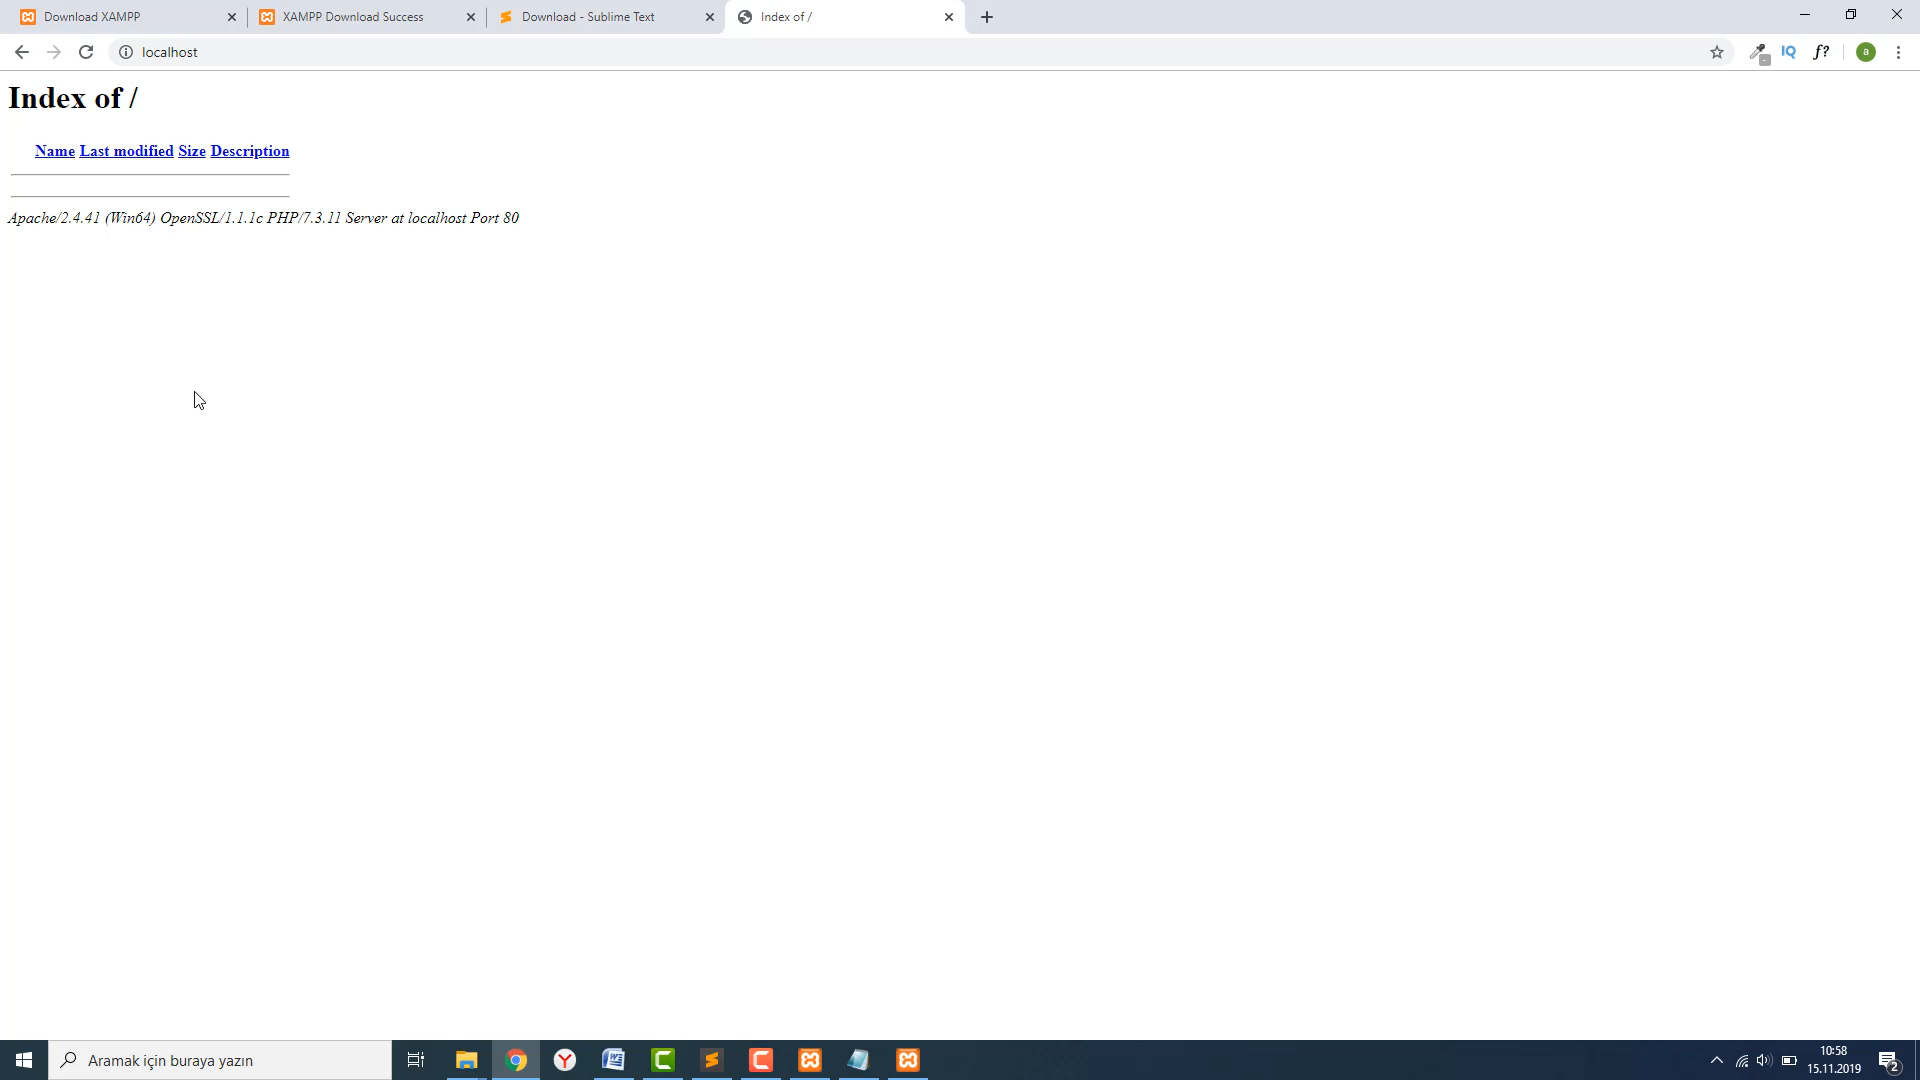 Download XAMPP
XAMPP Download Success
Download - Sublime Text
Index of /
localhost
IQ
f?
a
Index of /
Name Last modified Size Description
Apache/2.4.41 (Win64) OpenSSL/1.1.1c PHP/7.3.11 Server at localhost Port 80
Aramak için buraya yazın
10:58
15.11.2019
2